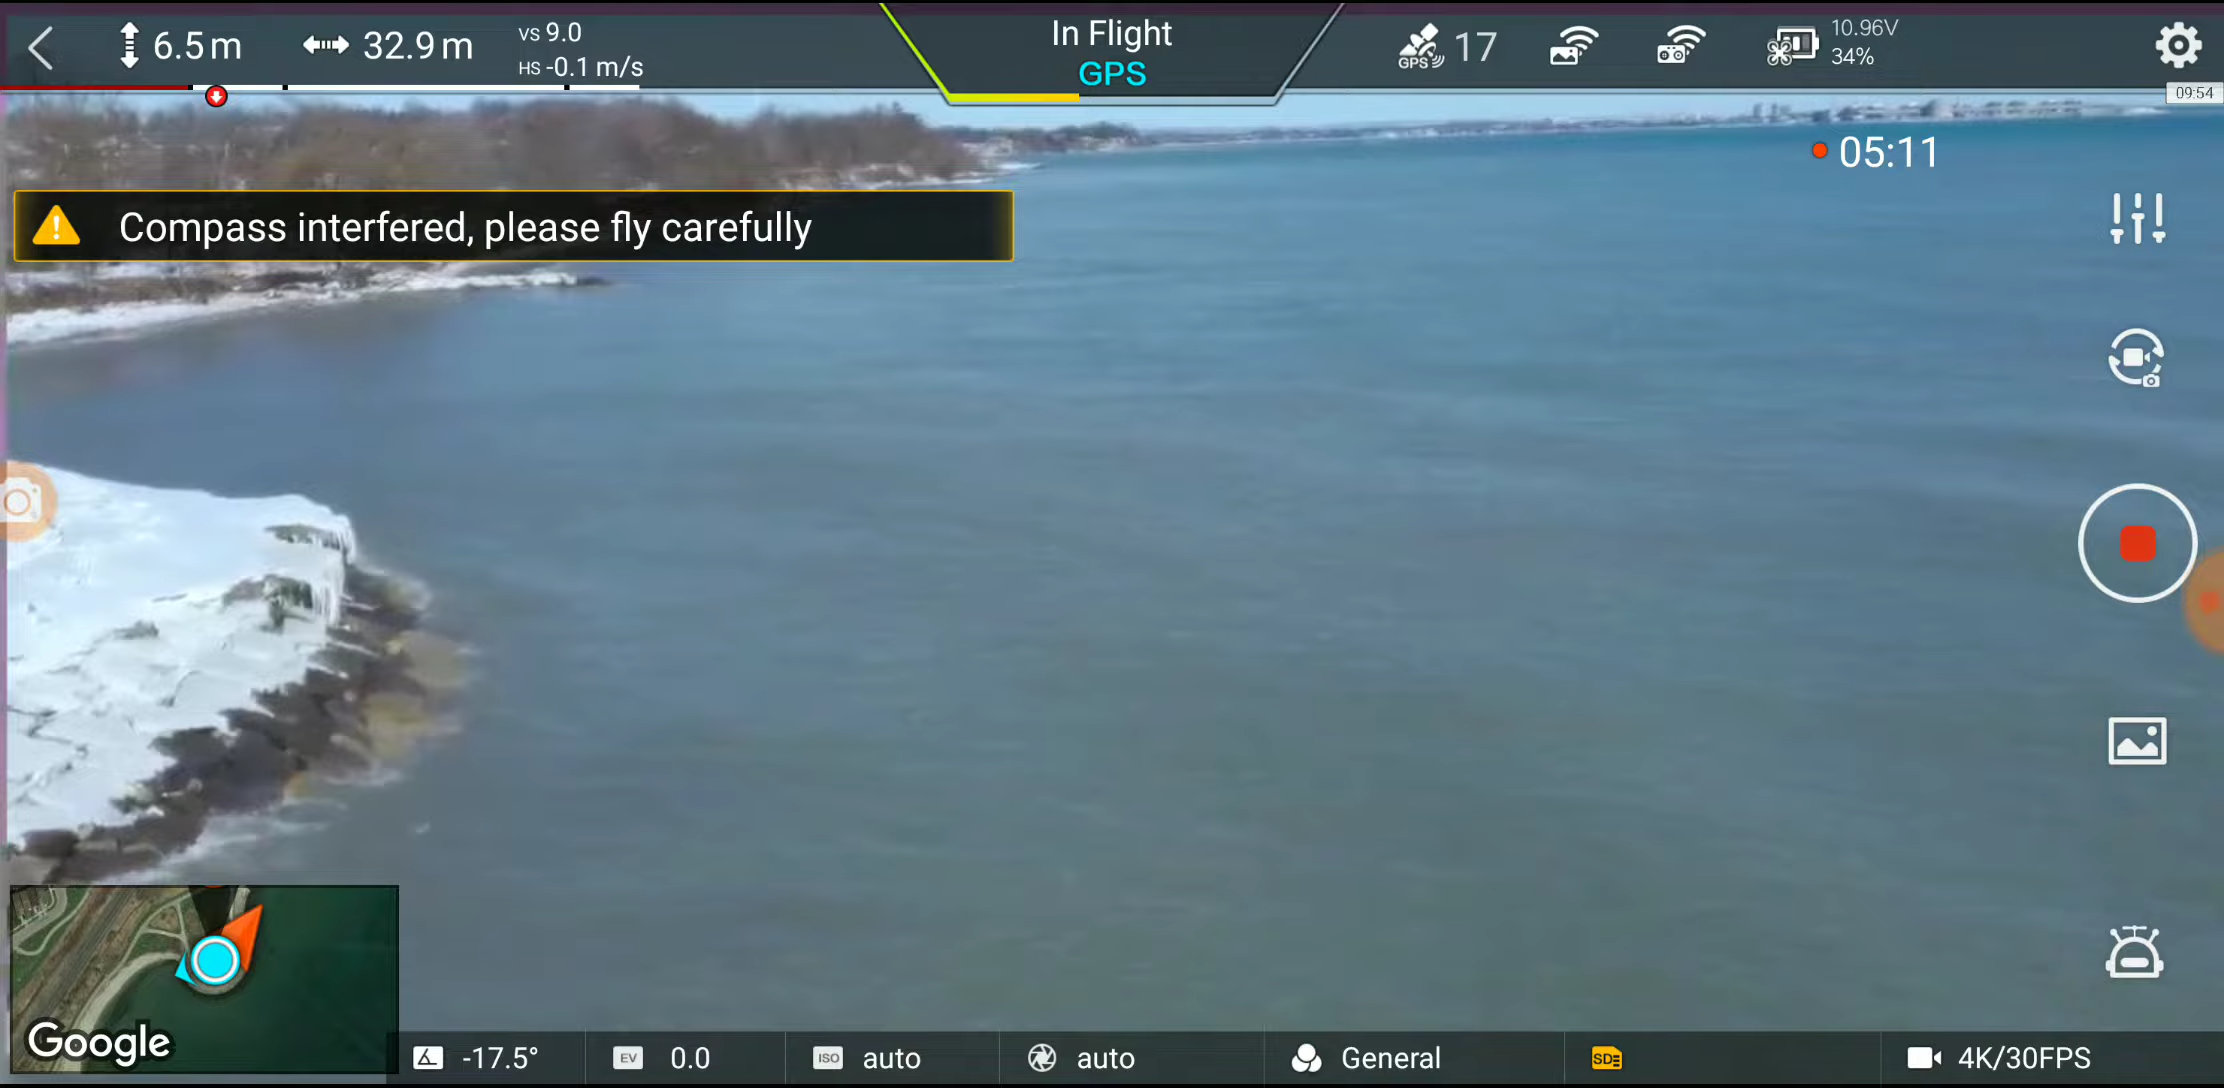 6.5m
32.9m
VS 9.0
HS -0.1 m/s
In Flight
GPS
GPS
17
10.96V
34%
09:54
05:11
Compass interfered, please fly carefully
Google
-17.5°
EV 0.0
ISO auto
auto
General
SD
4K/30FPS